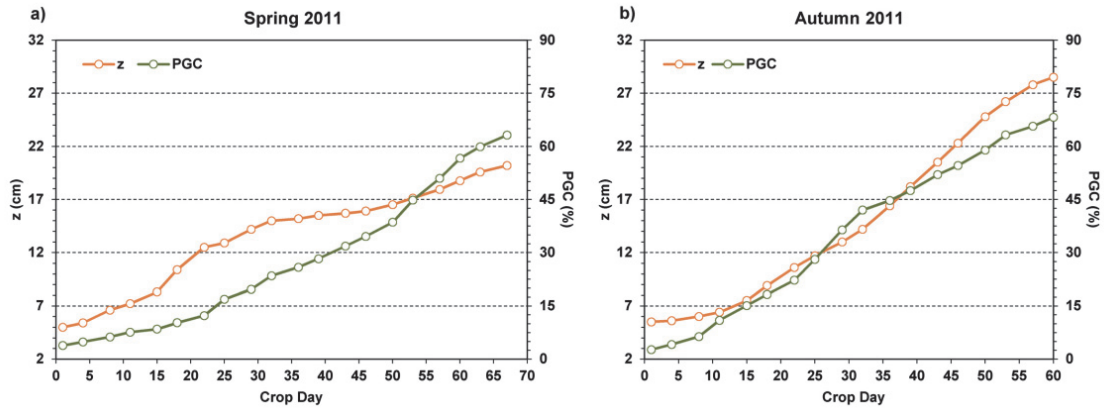 a) Spring 2011
32 90
z PGC
27 75
22 60
17 45
12 30
7 15
2 0
0 5 10 15 20 25 30 35 40 45 50 55 60 65 70
z (cm)
PGC (%)
Crop Day
b) Autumn 2011
32 90
z PGC
27 75
22 60
17 45
12 30
7 15
2 0
0 5 10 15 20 25 30 36 40 45 50 55 60
z (cm)
PGC (%)
Crop Day